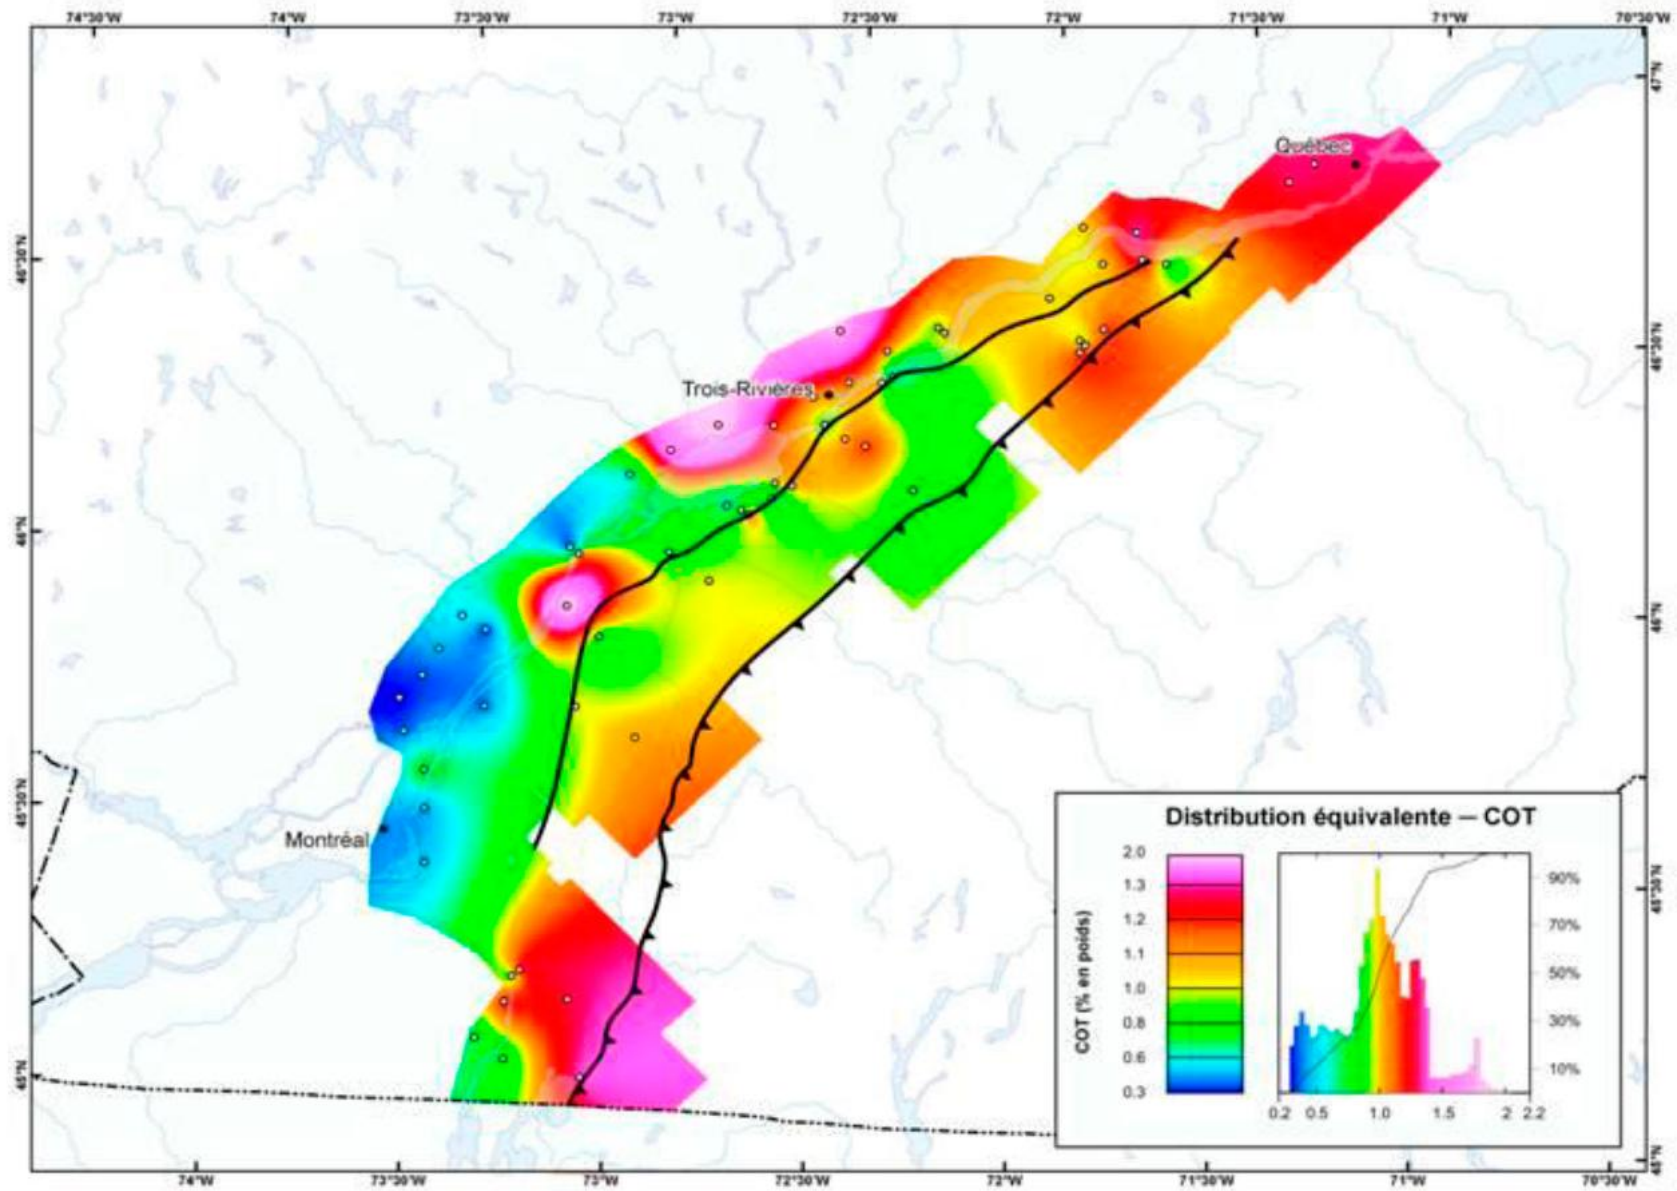 74°30'W 74°W 73°30'W 73°W 72°30'W 72°W 71°30'W 71°W 70°30'W
47°N
Québec
46°30'N
46°30'N
Trois-Rivières
46°N
46°N
45°30'N
Montréal
45°30'N
Distribution équivalente — COT
COT (% en poids)
2.0
1.3
1.2
1.1
1.0
0.8
0.6
0.3
90%
70%
50%
30%
10%
0.2 0.5 1.0 1.5 2 2.2
45°N
45°N
74°W 73°30'W 73°W 72°30'W 72°W 71°30'W 71°W 70°30'W